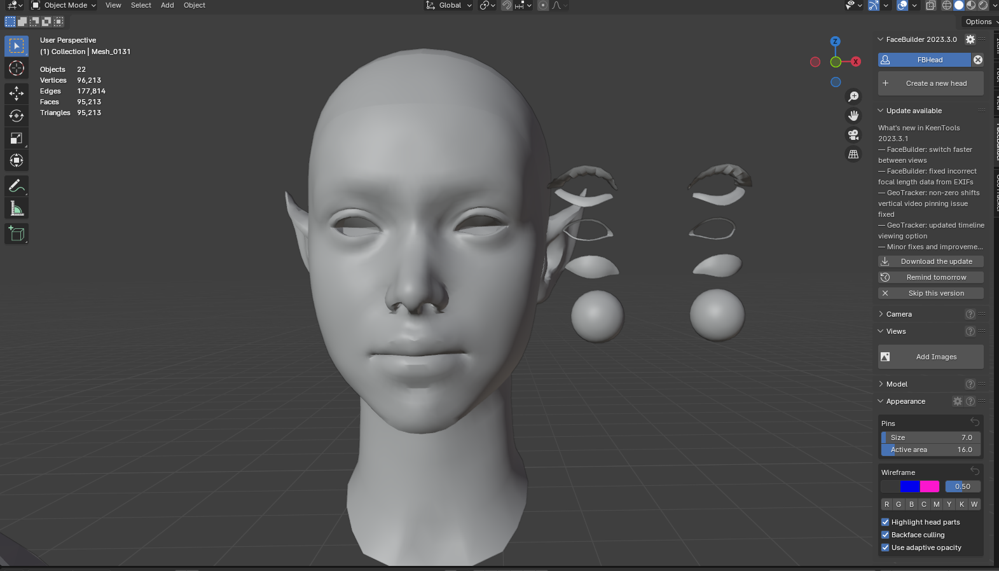 Object Mode View Select Add Object Global
Options
User Perspective
(1) Collection | Mesh_0131
Objects 22
Vertices 96,213
Edges 177,814
Faces 95,213
Triangles 95,213
Z
X
FaceBuilder 2023.3.0
FBHead
+ Create a new head
Update available
What's new in KeenTools
2023.3.1
— FaceBuilder: switch faster
between views
— FaceBuilder: fixed incorrect
focal length data from EXIFs
— GeoTracker: non-zero shifts
vertical video pinning issue
fixed
— GeoTracker: updated timeline
viewing option
— Minor fixes and improveme...
Download the update
Remind tomorrow
Skip this version
Camera ?
Views ?
Add Images
Model ?
Appearance ?
Pins
Size 7.0
Active area 16.0
Wireframe
0.50
R G B C M Y K W
Highlight head parts
Backface culling
Use adaptive opacity